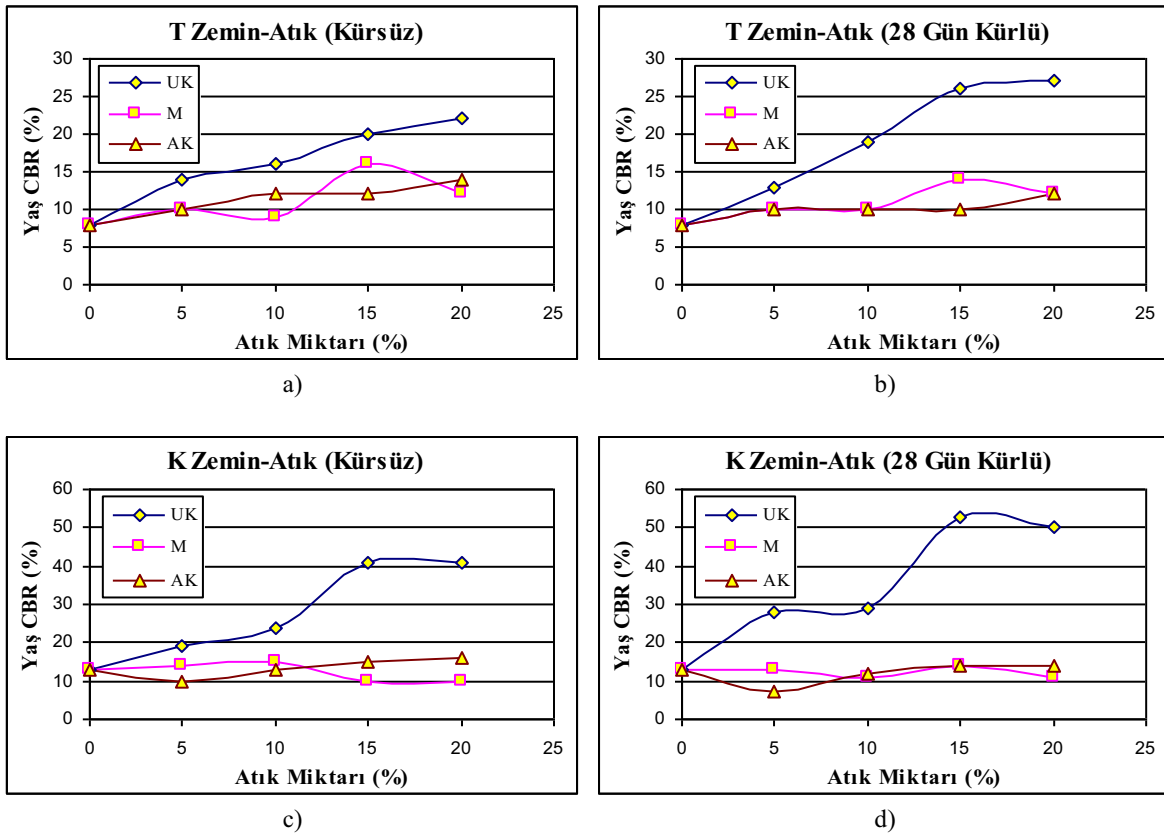 T Zemin-Atık (Kürsüz)
Yaş CBR (%)
30
25
20
15
10
5
0
UK
M
AK
0 5 10 15 20 25
Atık Miktarı (%)
a)
T Zemin-Atık (28 Gün Kürlü)
Yaş CBR (%)
30
25
20
15
10
5
0
UK
M
AK
0 5 10 15 20 25
Atık Miktarı (%)
b)
K Zemin-Atık (Kürsüz)
Yaş CBR (%)
60
50
40
30
20
10
0
UK
M
AK
0 5 10 15 20 25
Atık Miktarı (%)
c)
K Zemin-Atık (28 Gün Kürlü)
Yaş CBR (%)
60
50
40
30
20
10
0
UK
M
AK
0 5 10 15 20 25
Atık Miktarı (%)
d)